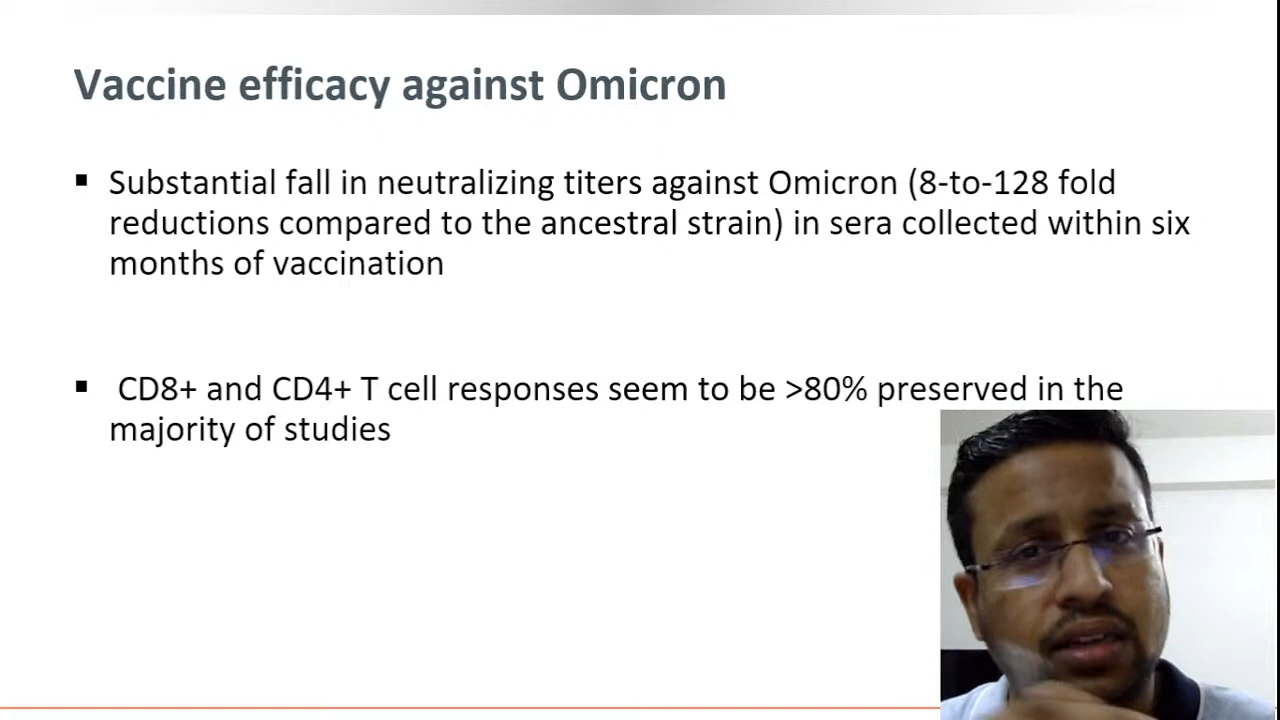 Vaccine efficacy against Omicron
▪ Substantial fall in neutralizing titers against Omicron (8-to-128 fold
reductions compared to the ancestral strain) in sera collected within six
months of vaccination
▪ CD8+ and CD4+ T cell responses seem to be >80% preserved in the
majority of studies